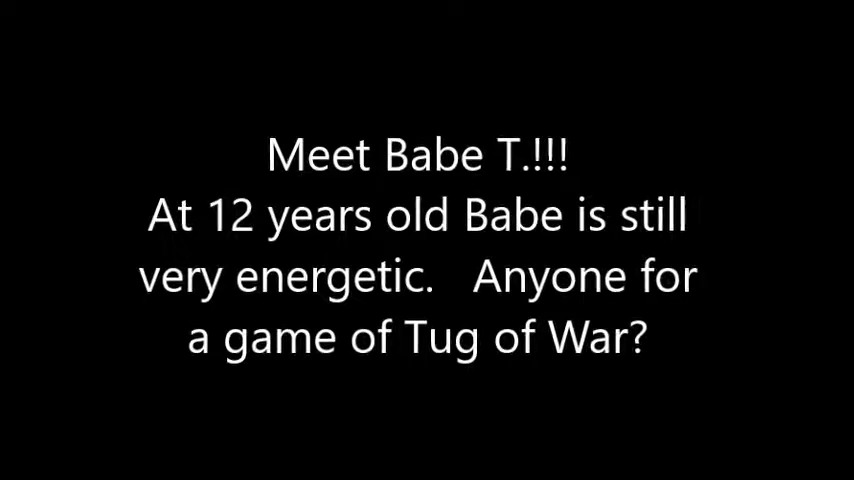 Meet Babe T.!!!
At 12 years old Babe is still
very energetic.   Anyone for
a game of Tug of War?